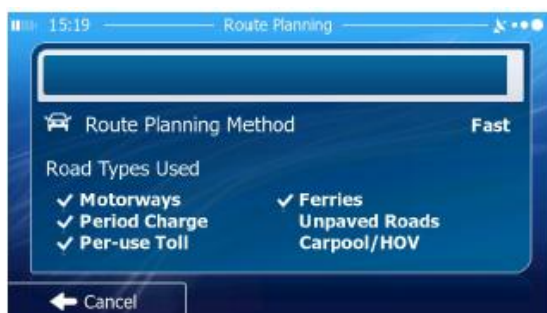 15:19 Route Planning
Route Planning Method Fast
Road Types Used
Motorways Ferries
Period Charge Unpaved Roads
Per-use Toll Carpool/HOV
Cancel